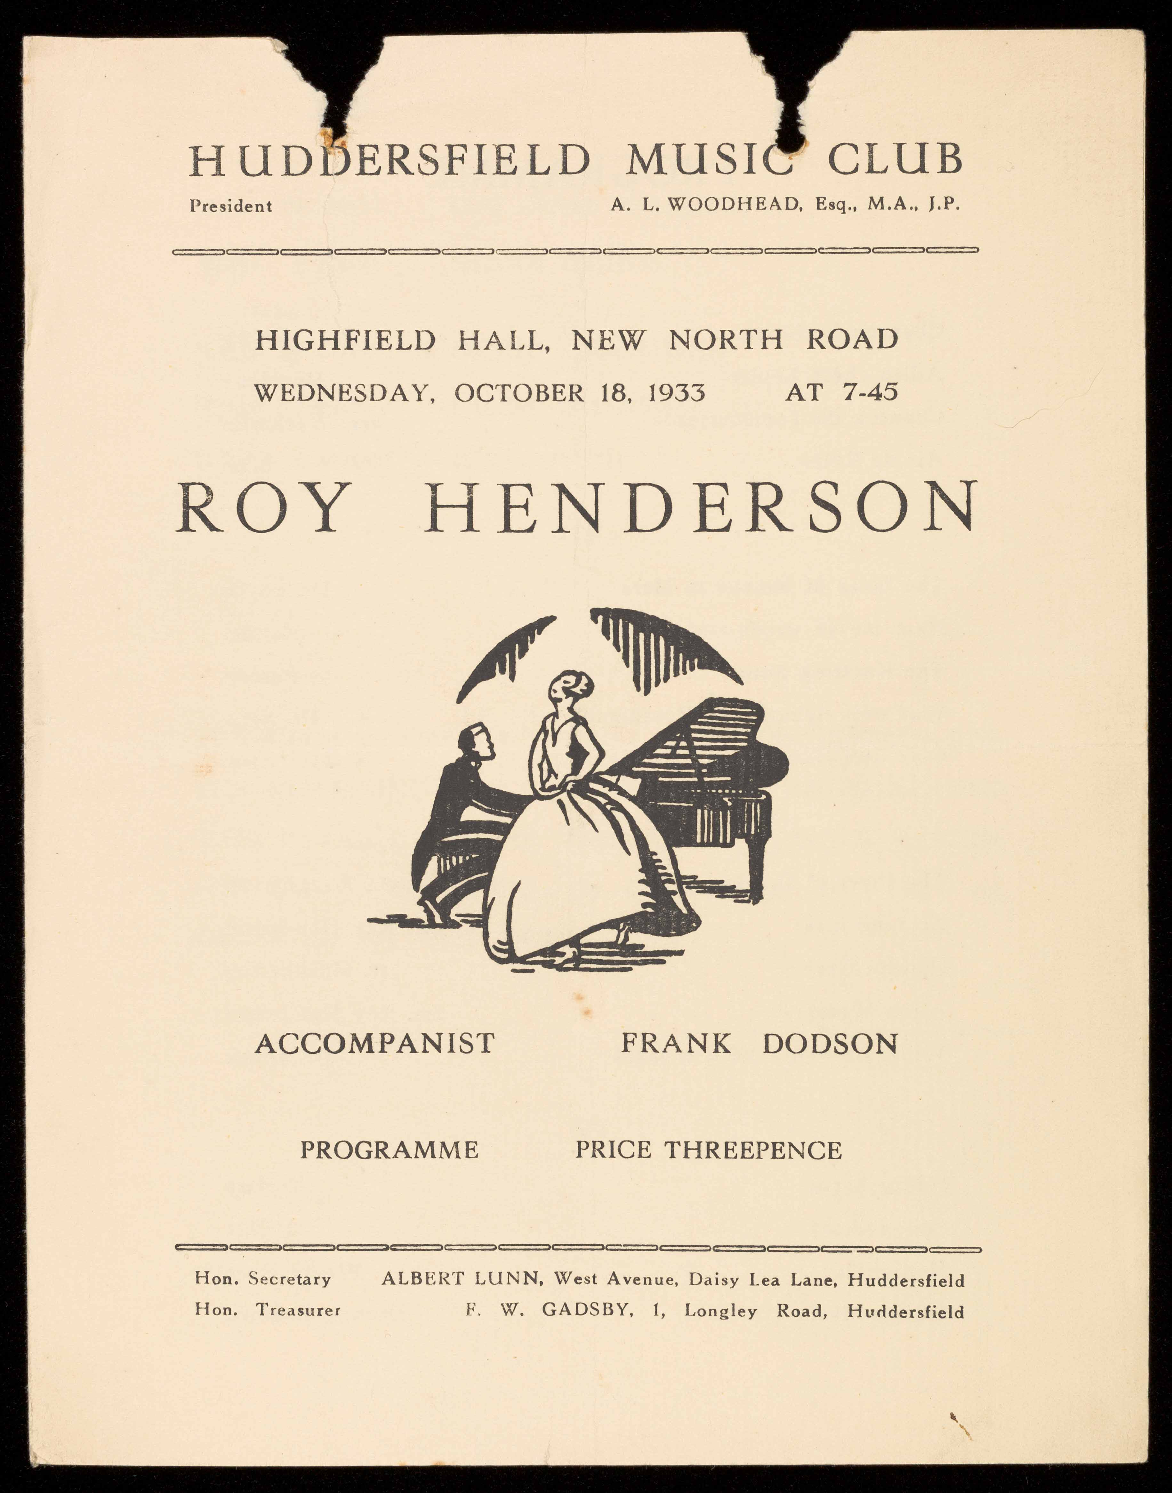 HUDDERSFIELD MUSIC CLUB
President A. L. WOODHEAD, Esq., M.A., J.P.
HIGHFIELD HALL, NEW NORTH ROAD
WEDNESDAY, OCTOBER 18, 1933 AT 7-45
ROY HENDERSON
ACCOMPANIST FRANK DODSON
PROGRAMME PRICE THREEPENCE
Hon. Secretary ALBERT LUNN, West Avenue, Daisy Lea Lane, Huddersfield
Hon. Treasurer F. W. GADSBY, 1, Longley Road, Huddersfield